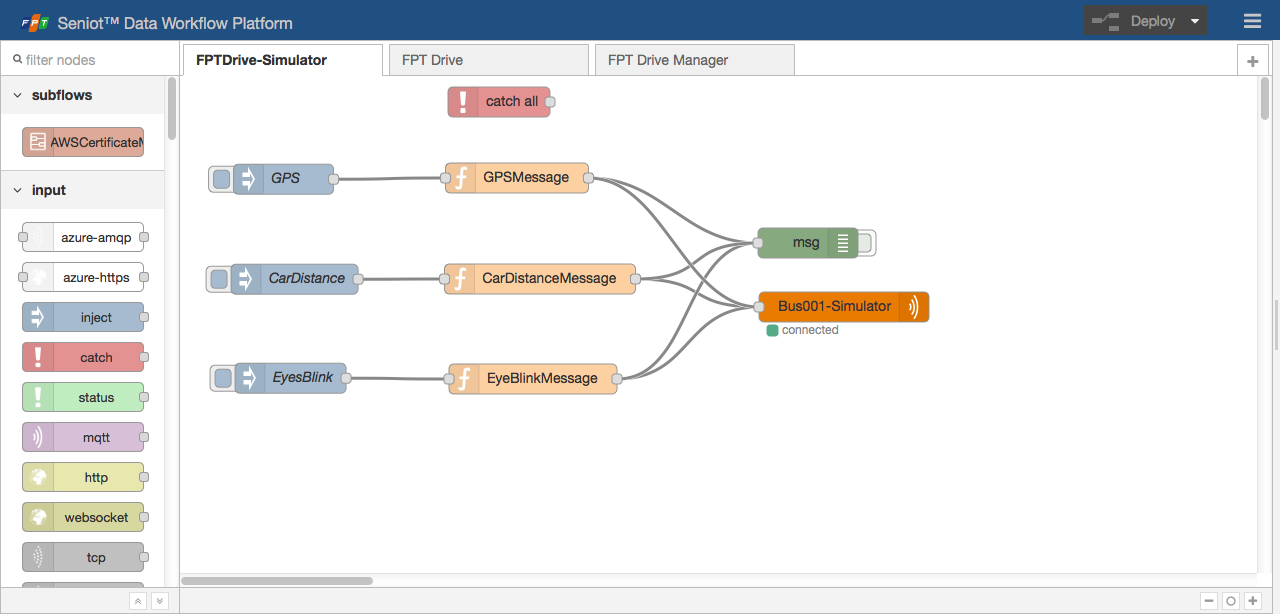 FPT Seniot™ Data Workflow Platform
Deploy
filter nodes
FPTDrive-Simulator
FPT Drive
FPT Drive Manager
subflows
AWSCertificateM
input
azure-amqp
azure-https
inject
catch
status
mqtt
http
websocket
tcp
catch all
GPS
GPSMessage
msg
CarDistance
CarDistanceMessage
Bus001-Simulator
connected
EyesBlink
EyeBlinkMessage